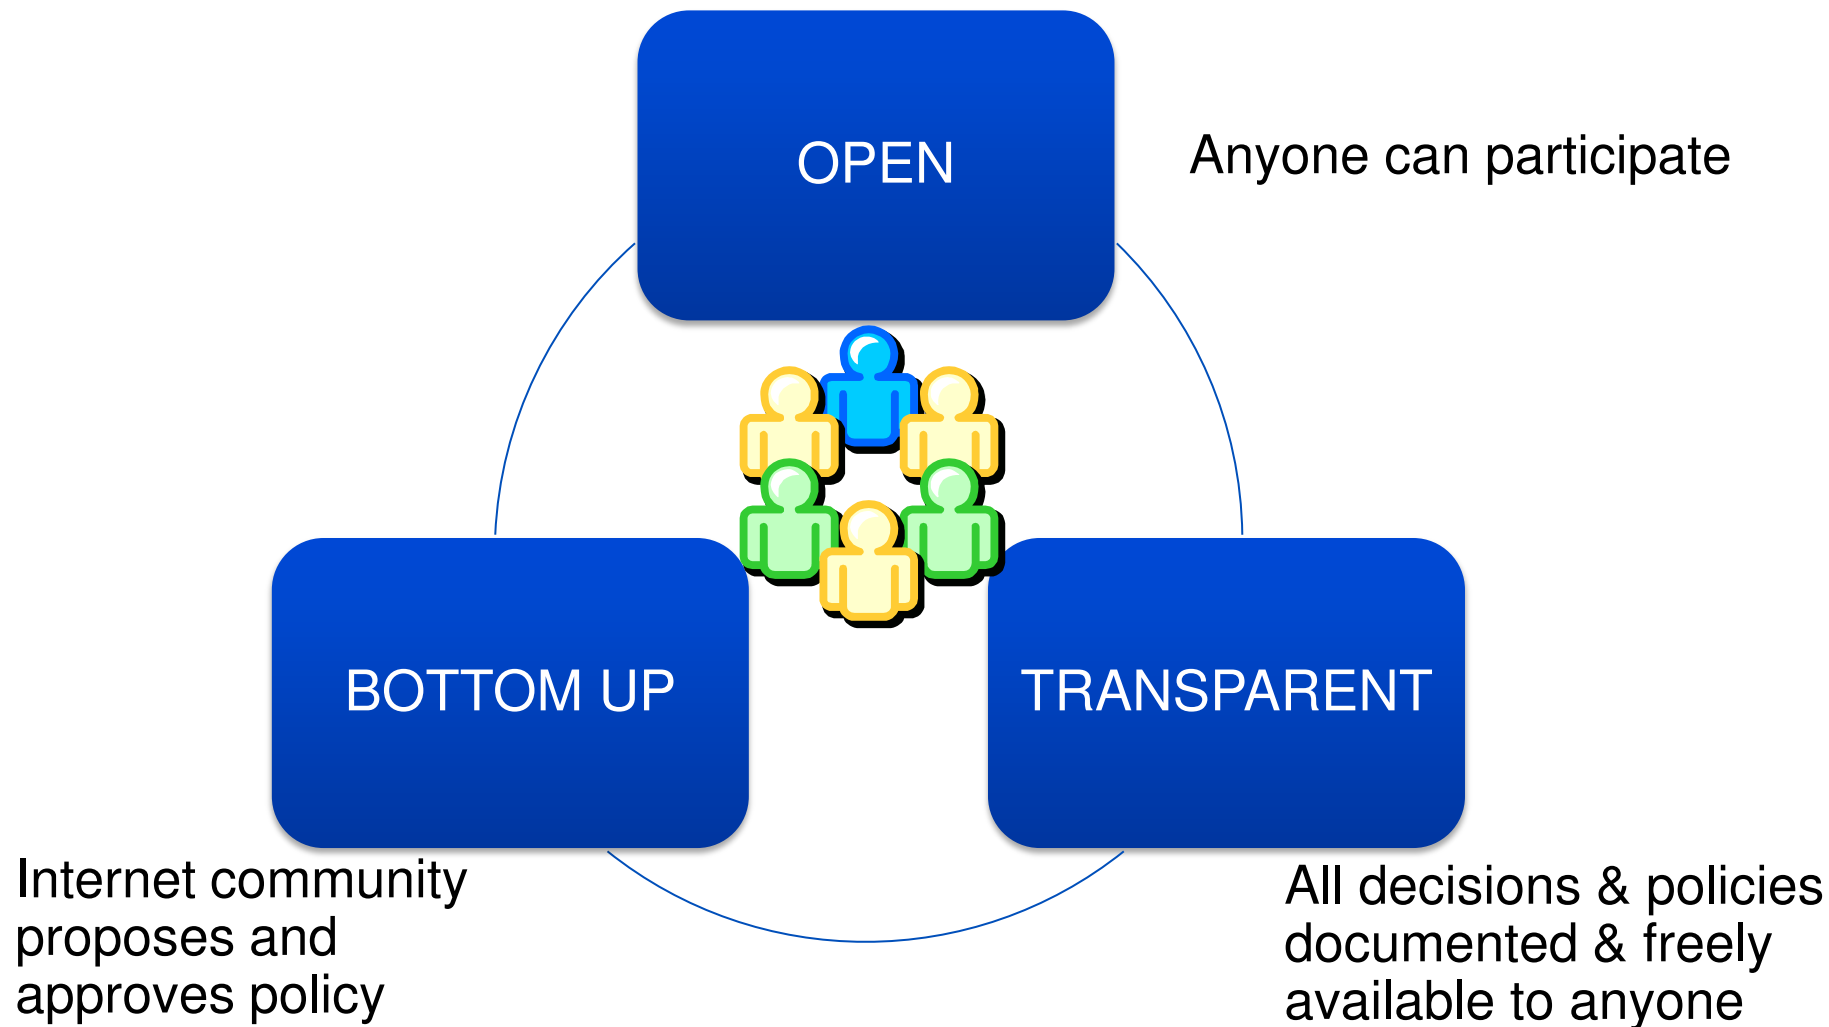 OPEN
Anyone can participate
BOTTOM UP
TRANSPARENT
Internet community
proposes and
approves policy
All decisions & policies
documented & freely
available to anyone